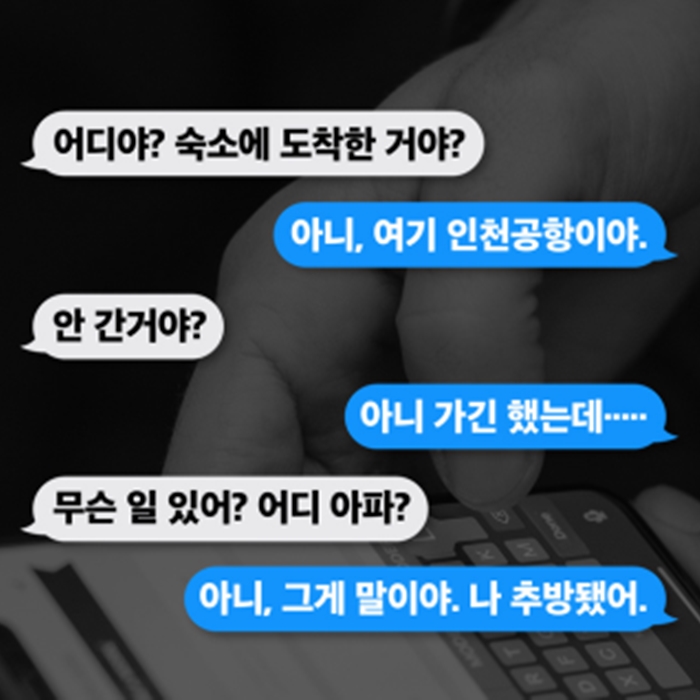 어디야? 숙소에 도착한 거야?
아니, 여기 인천공항이야.
안 간거야?
아니 가긴 했는데·····
무슨 일 있어? 어디 아파?
아니, 그게 말이야. 나 추방됐어.